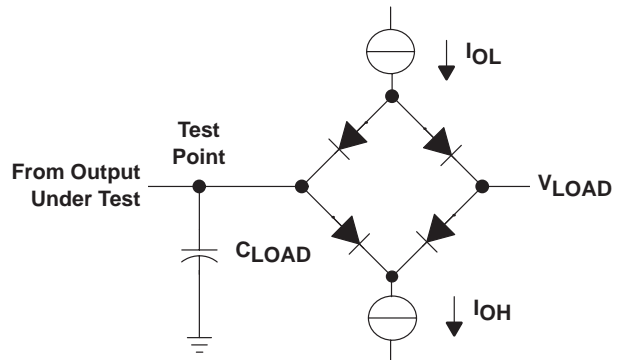 IOL
Test
Point
From Output
Under Test
VLOAD
CLOAD
IOH